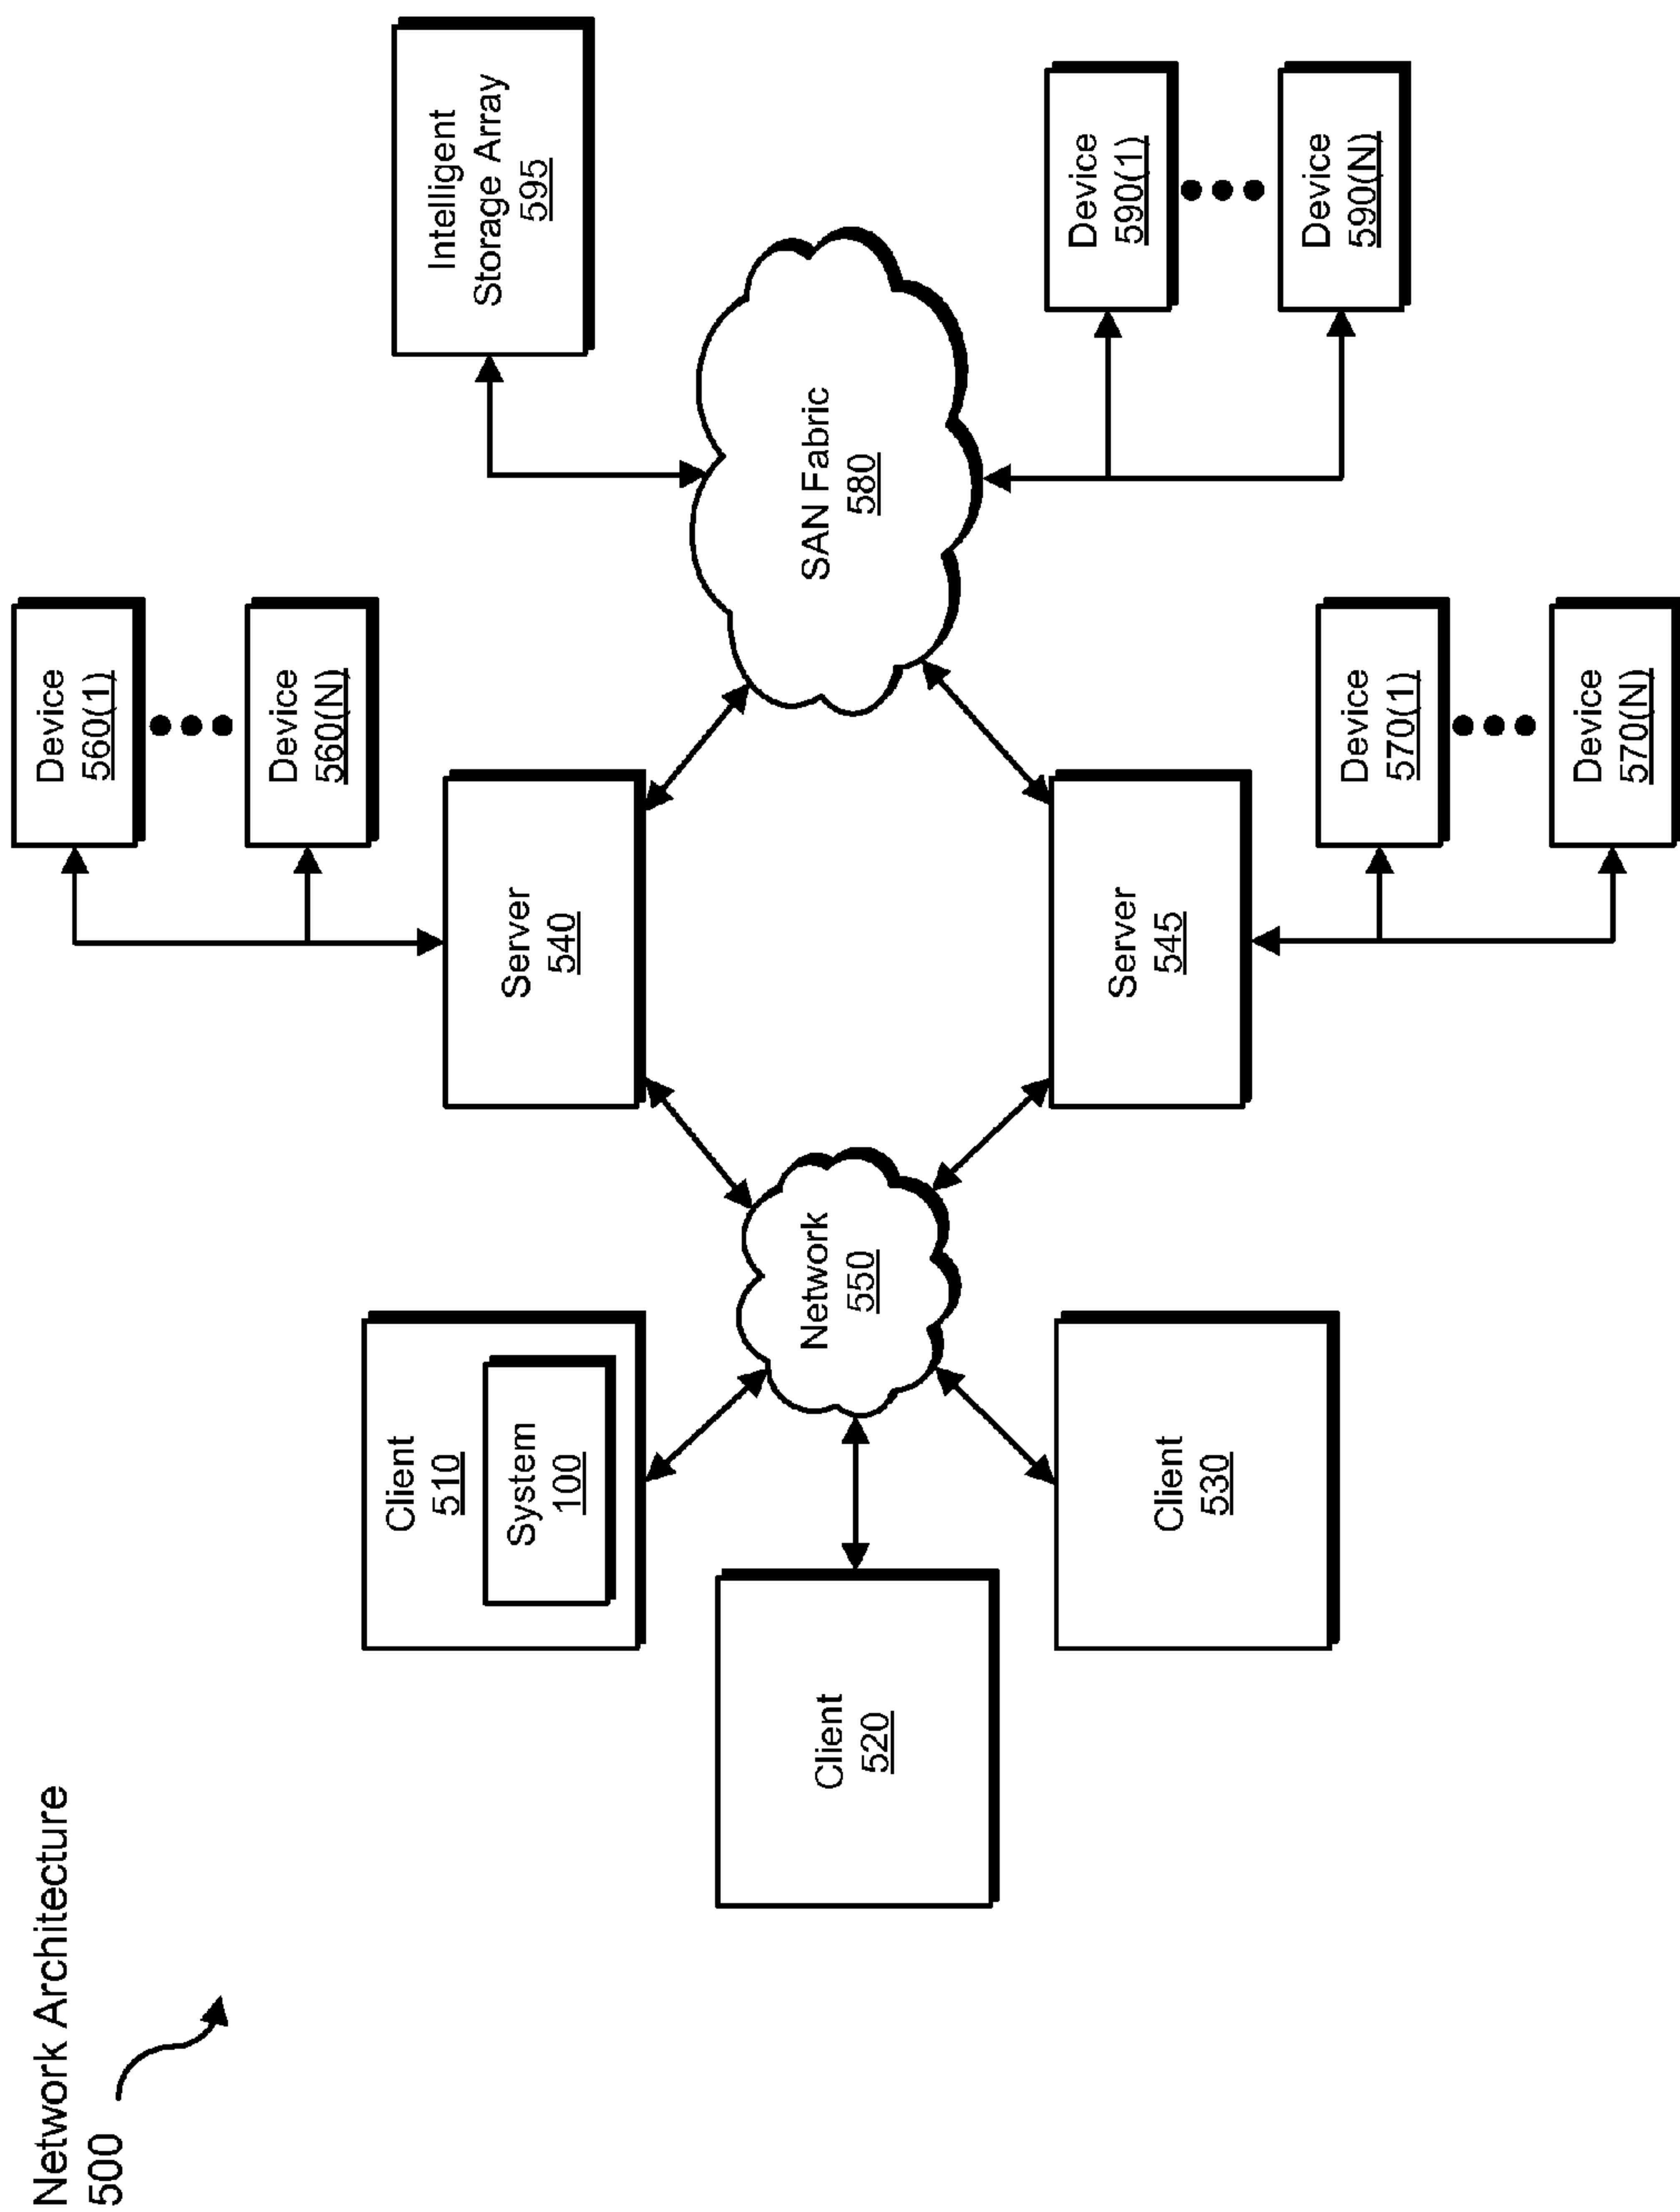 Network Architecture
500
Client
510
System
100
Client
520
Client
530
Network
550
Server
540
Server
545
Device
560(1)
Device
560(N)
Device
570(1)
Device
570(N)
SAN Fabric
580
Intelligent
Storage Array
595
Device
590(1)
Device
590(N)